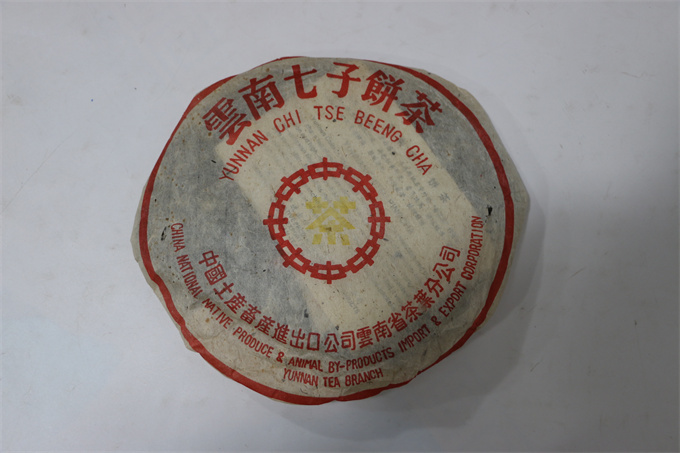 雲南七子餅茶
YUNNAN CHI TSE BEENG CHA
茶
中國土產畜產進出口公司雲南省茶葉分公司
CHINA NATIONAL NATIVE PRODUCE & ANIMAL BY-PRODUCTS IMPORT & EXPORT CORPORATION
YUNNAN TEA BRANCH